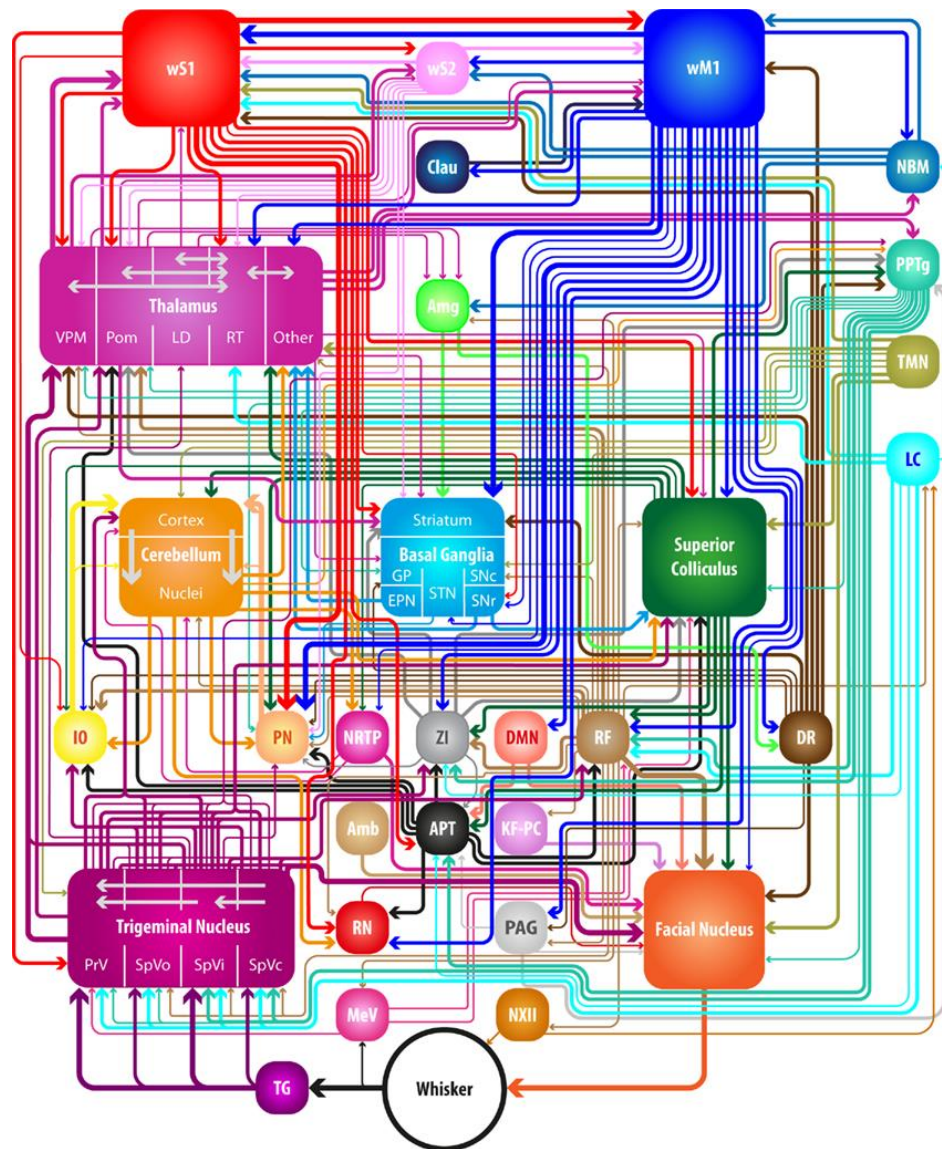 wS1
wS2
wM1
Clau
NBM
Amg
PPTg
Thalamus
VPM Pom LD RT Other
TMN
LC
Cortex
Cerebellum
Nuclei
Striatum
Basal Ganglia
GP STN SNc
EPN SNr
Superior
Colliculus
IO
PN
NRTP
ZI
DMN
RF
DR
Amb
APT
KF-PC
Trigeminal Nucleus
PrV SpVo SpVi SpVc
RN
PAG
Facial Nucleus
MeV
NXII
TG
Whisker